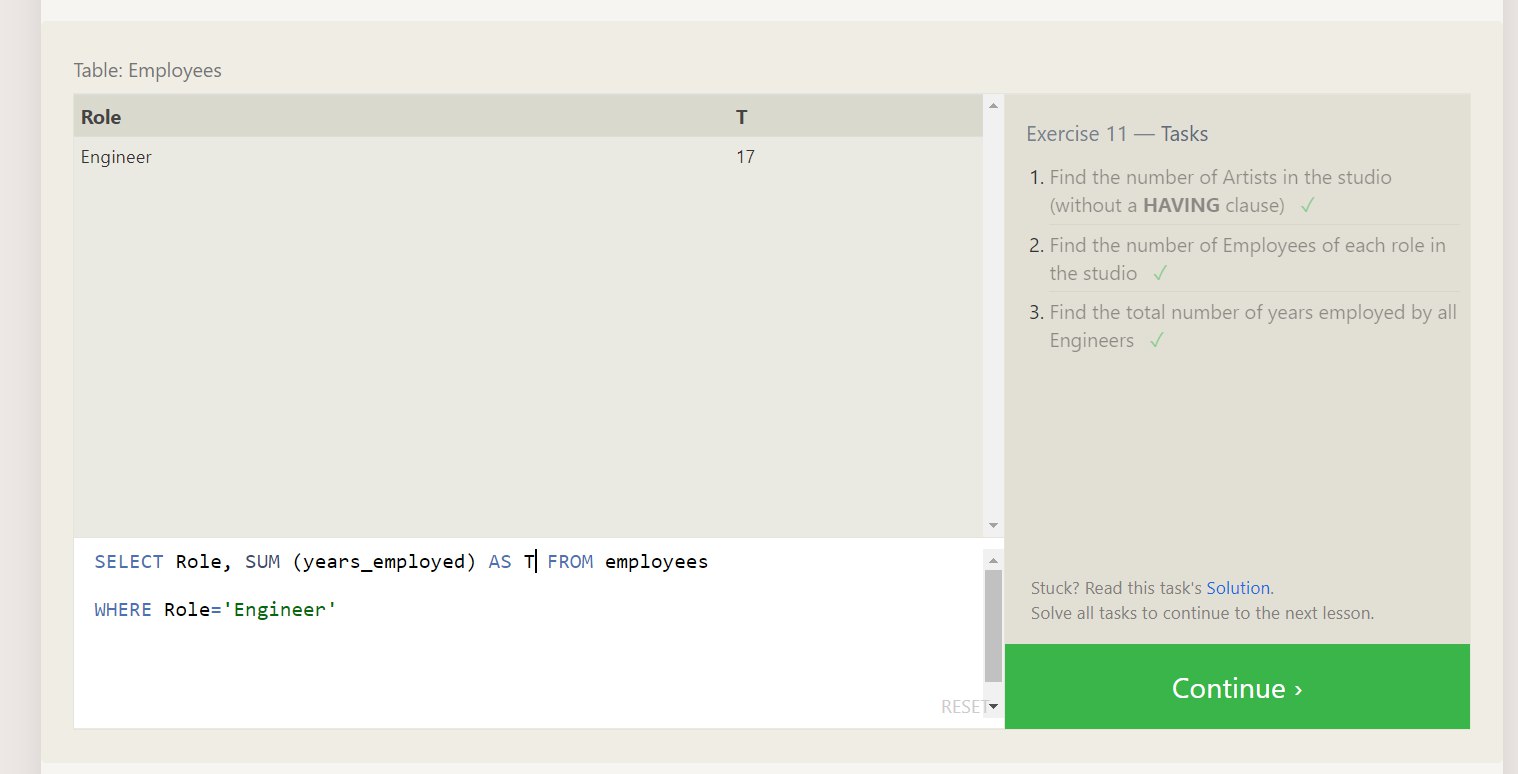 Table: Employees
Role T
Engineer 17
SELECT Role, SUM (years_employed) AS T FROM employees
WHERE Role='Engineer'
RESET
Exercise 11 — Tasks
1. Find the number of Artists in the studio
(without a HAVING clause) ✓
2. Find the number of Employees of each role in
the studio ✓
3. Find the total number of years employed by all
Engineers ✓
Stuck? Read this task's Solution.
Solve all tasks to continue to the next lesson.
Continue ›